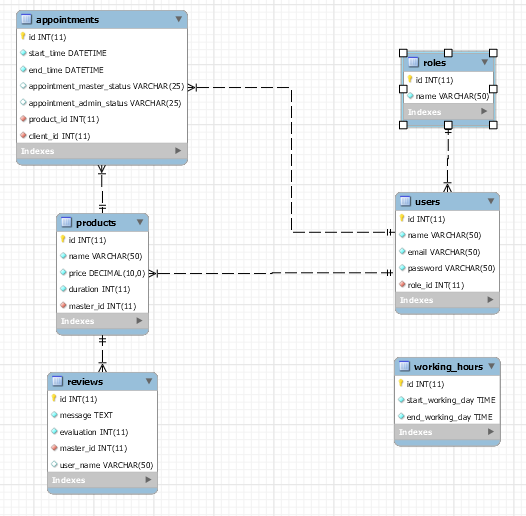 appointments
id INT(11)
start_time DATETIME
end_time DATETIME
appointment_master_status VARCHAR(25)
appointment_admin_status VARCHAR(25)
product_id INT(11)
client_id INT(11)
Indexes
roles
id INT(11)
name VARCHAR(50)
Indexes
products
id INT(11)
name VARCHAR(50)
price DECIMAL(10,0)
duration INT(11)
master_id INT(11)
Indexes
users
id INT(11)
name VARCHAR(50)
email VARCHAR(50)
password VARCHAR(50)
role_id INT(11)
Indexes
reviews
id INT(11)
message TEXT
evaluation INT(11)
master_id INT(11)
user_name VARCHAR(50)
Indexes
working_hours
id INT(11)
start_working_day TIME
end_working_day TIME
Indexes